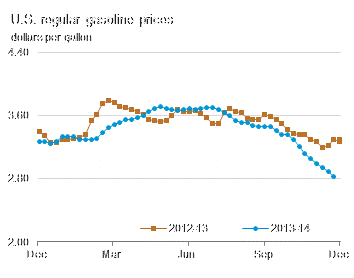 U.S. regular gasoline prices
dollars per gallon
4.40
3.60
2.80
2.00
Dec Mar Jun Sep Dec
2012-13 2013-14